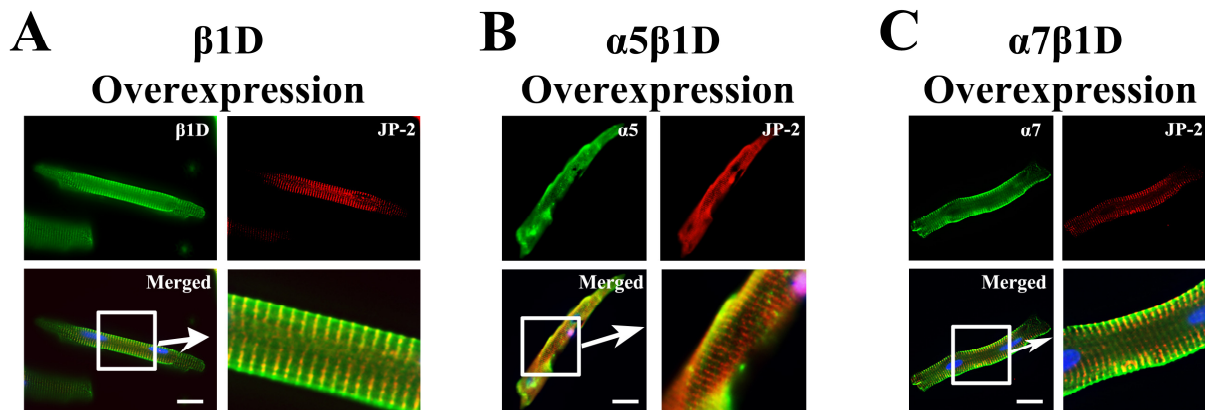 A
β1D
Overexpression
β1D
JP-2
Merged
B
α5β1D
Overexpression
α5
JP-2
Merged
C
α7β1D
Overexpression
α7
JP-2
Merged